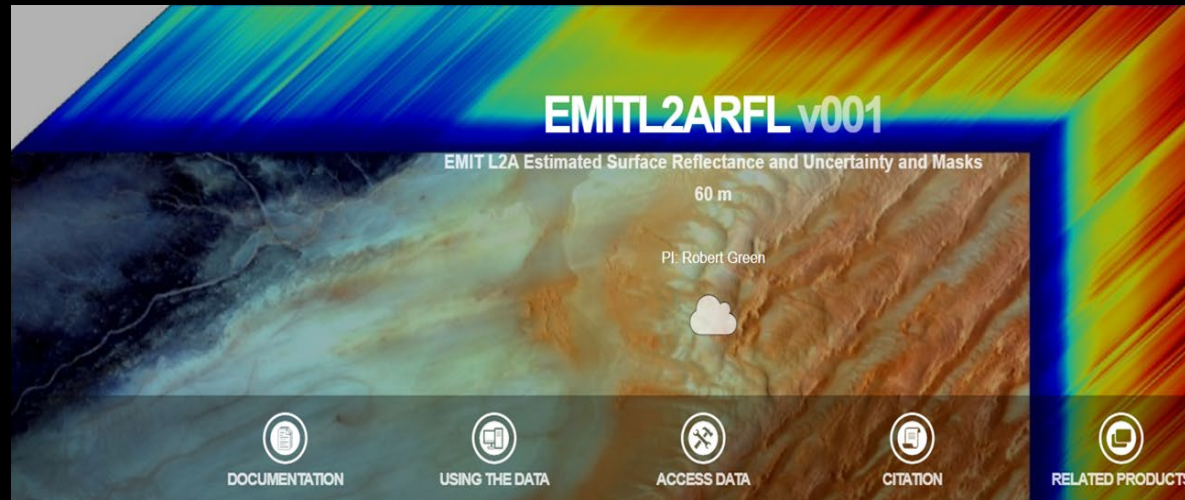 EMITL2ARFL v001
EMIT L2A Estimated Surface Reflectance and Uncertainty and Masks
60 m
PI: Robert Green
DOCUMENTATION
USING THE DATA
ACCESS DATA
CITATION
RELATED PRODUCTS